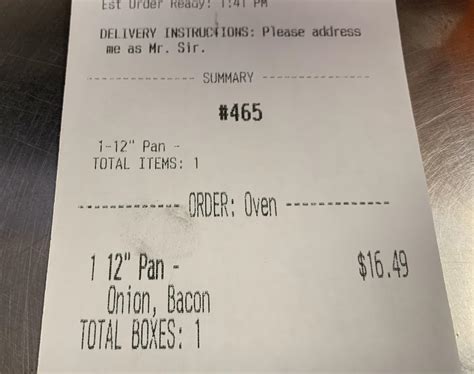 Est Order Ready: 1:41 PM
DELIVERY INSTRUCTIONS: Please address
me as Mr. Sir.
SUMMARY
#465
1-12" Pan -
TOTAL ITEMS: 1
ORDER: Oven
1 12" Pan - $16.49
Onion, Bacon
TOTAL BOXES: 1